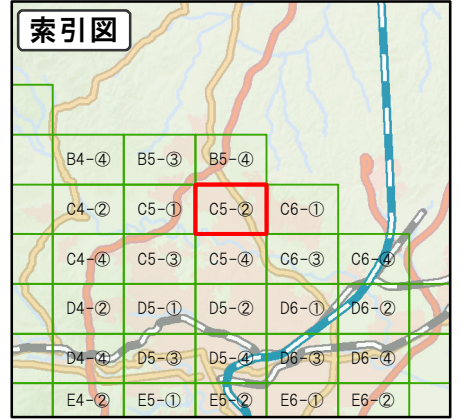 索引図
B4-④ B5-③ B5-④
C4-② C5-① C5-② C6-①
C4-④ C5-③ C5-④ C6-③ C6-④
D4-② D5-① D5-② D6-① D6-②
D4-④ D5-③ D5-④ D6-③ D6-④
E4-② E5-① E5-② E6-① E6-②